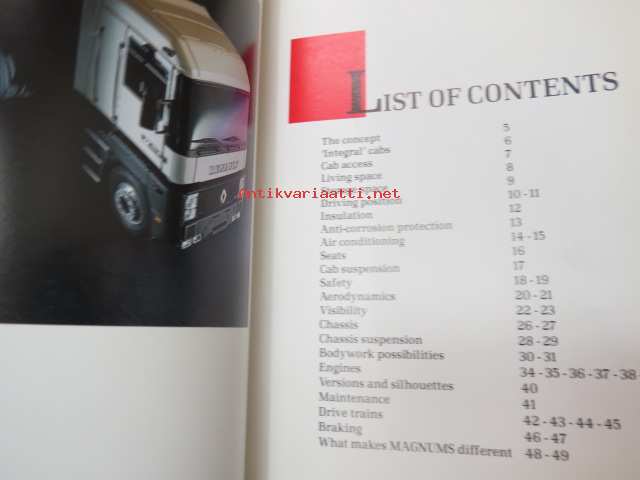 LIST OF CONTENTS
The concept 5
'Integral' cabs 6
Cab access 7
Living space 8
space 9
Driving position 10 - 11
Insulation 12
Anti-corrosion protection 13
Air conditioning 14 - 15
Seats 16
Cab suspension 17
Safety 18 - 19
Aerodynamics 20 - 21
Visibility 22 - 23
Chassis 26 - 27
Chassis suspension 28 - 29
Bodywork possibilities 30 - 31
Engines 34 - 35 - 36 - 37 - 38 -
Versions and silhouettes 40
Maintenance 41
Drive trains 42 - 43 - 44 - 45
Braking 46 - 47
What makes MAGNUMS different 48 - 49
RENAULT
antikvariaatti.net